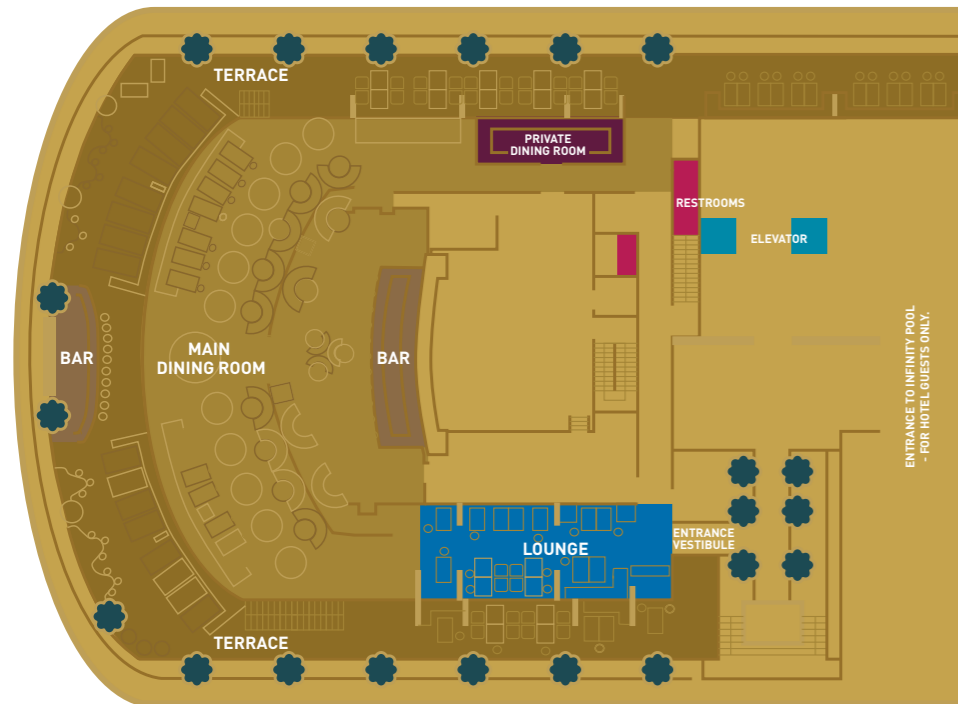 TERRACE
PRIVATE
DINING ROOM
RESTROOMS
ELEVATOR
BAR
MAIN
DINING ROOM
BAR
ENTRANCE TO INFINITY POOL
- FOR HOTEL GUESTS ONLY.
LOUNGE
ENTRANCE
VESTIBULE
TERRACE